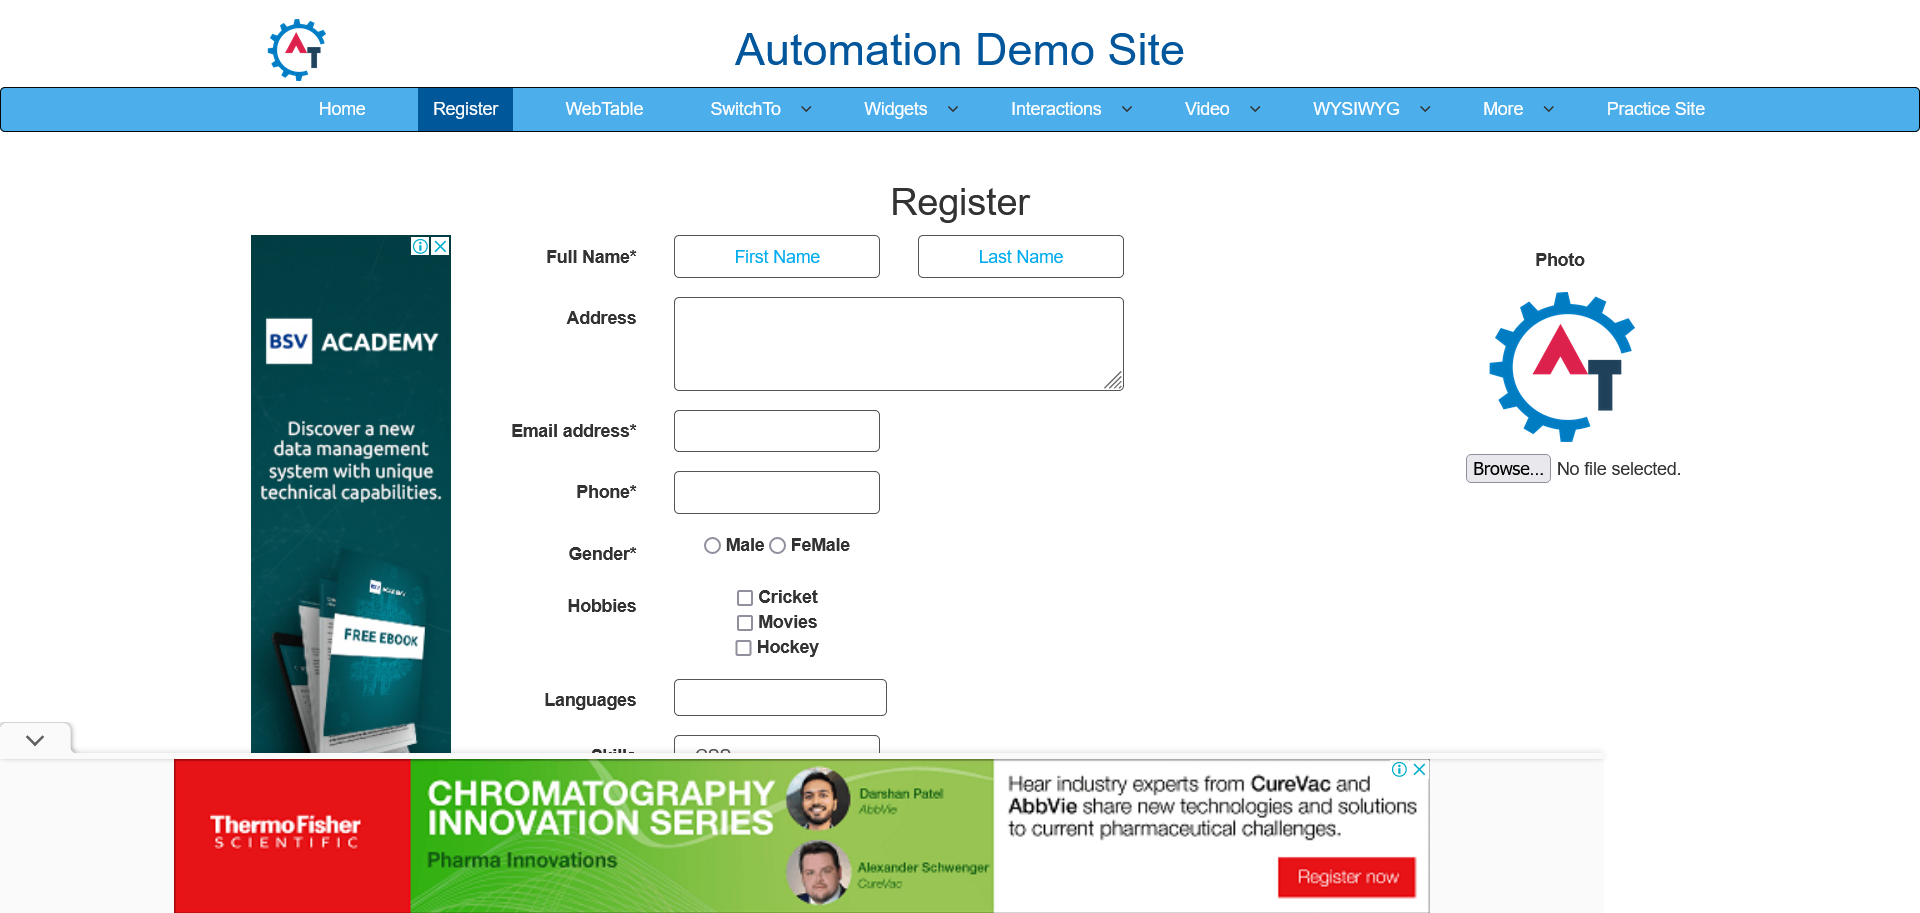 AT
Automation Demo Site
Home Register WebTable SwitchTo Widgets Interactions Video WYSIWYG More Practice Site
Register
Full Name* First Name Last Name
Photo
AT
Browse... No file selected.
Address
Email address*
Phone*
Gender* Male FeMale
Hobbies Cricket
Movies
Hockey
Languages
BSV ACADEMY
Discover a new
data management
system with unique
technical capabilities.
BSV ACADEMY
FREE EBOOK
ThermoFisher
SCIENTIFIC
CHROMATOGRAPHY
INNOVATION SERIES
Pharma Innovations
Darshan Patel
AbbVie
Alexander Schwenger
CureVac
Hear industry experts from CureVac and
AbbVie share new technologies and solutions
to current pharmaceutical challenges.
Register now